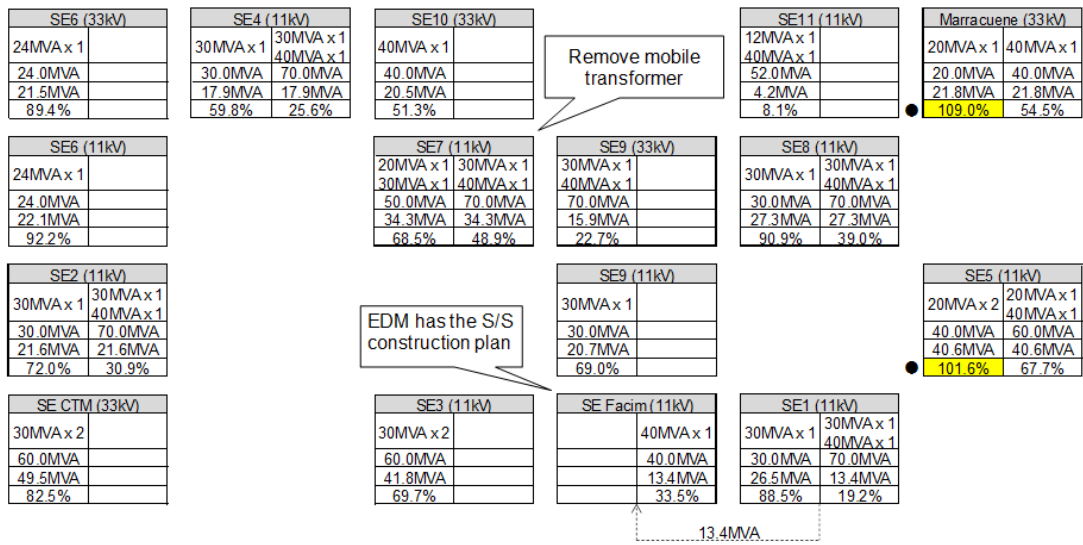 SE6 (33kV)
24MVA x 1
24.0MVA
21.5MVA
89.4%
SE4 (11kV)
30MVA x 1
30MVA x 1
40MVA x 1
30.0MVA 70.0MVA
17.9MVA 17.9MVA
59.8% 25.6%
SE10 (33kV)
40MVA x 1
40.0MVA
20.5MVA
51.3%
Remove mobile
transformer
SE11 (11kV)
12MVA x 1
40MVA x 1
52.0MVA
4.2MVA
8.1%
Marracuene (33kV)
20MVA x 1 40MVA x 1
20.0MVA 40.0MVA
21.8MVA 21.8MVA
● 109.0% 54.5%
SE6 (11kV)
24MVA x 1
24.0MVA
22.1MVA
92.2%
SE7 (11kV)
20MVA x 1 30MVA x 1
30MVA x 1 40MVA x 1
50.0MVA 70.0MVA
34.3MVA 34.3MVA
68.5% 48.9%
SE9 (33kV)
30MVA x 1
40MVA x 1
70.0MVA
15.9MVA
22.7%
SE8 (11kV)
30MVA x 1
30MVA x 1
40MVA x 1
30.0MVA 70.0MVA
27.3MVA 27.3MVA
90.9% 39.0%
SE2 (11kV)
30MVA x 1
30MVA x 1
40MVA x 1
30.0MVA 70.0MVA
21.6MVA 21.6MVA
72.0% 30.9%
EDM has the S/S
construction plan
SE9 (11kV)
30MVA x 1
30.0MVA
20.7MVA
69.0%
SE5 (11kV)
20MVA x 2
20MVA x 1
40MVA x 1
40.0MVA 60.0MVA
40.6MVA 40.6MVA
● 101.6% 67.7%
SE CTM (33kV)
30MVA x 2
60.0MVA
49.5MVA
82.5%
SE3 (11kV)
30MVA x 2
60.0MVA
41.8MVA
69.7%
SE Facim (11kV)
40MVA x 1
40.0MVA
13.4MVA
33.5%
SE1 (11kV)
30MVA x 1
30MVA x 1
40MVA x 1
30.0MVA 70.0MVA
26.5MVA 13.4MVA
88.5% 19.2%
13.4MVA